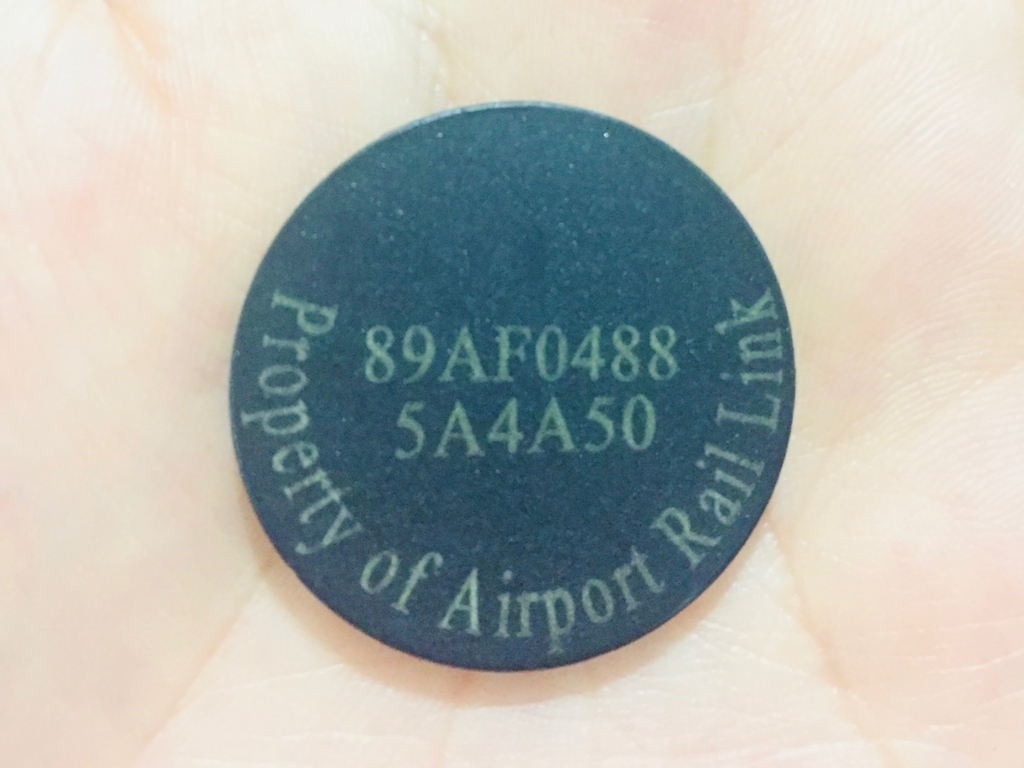 89AF0488
5A4A50
Property of Airport Rail Link